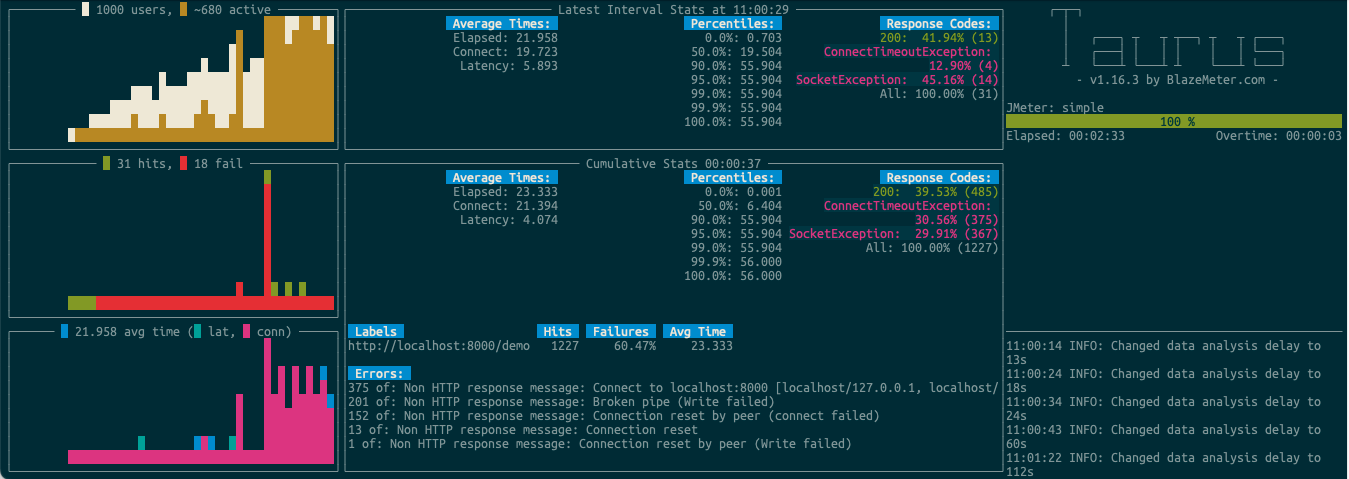 1000 users, ~680 active
Latest Interval Stats at 11:00:29
Average Times:
Elapsed: 21.958
Connect: 19.723
Latency: 5.893
Percentiles:
0.0%: 0.703
50.0%: 19.504
90.0%: 55.904
95.0%: 55.904
99.0%: 55.904
99.9%: 55.904
100.0%: 55.904
Response Codes:
200: 41.94% (13)
ConnectTimeoutException:
12.90% (4)
SocketException: 45.16% (14)
All: 100.00% (31)
Taurus
- v1.16.3 by BlazeMeter.com -
JMeter: simple
100 %
Elapsed: 00:02:33 Overtime: 00:00:03
31 hits, 18 fail
Cumulative Stats 00:00:37
Average Times:
Elapsed: 23.333
Connect: 21.394
Latency: 4.074
Percentiles:
0.0%: 0.001
50.0%: 6.404
90.0%: 55.904
95.0%: 55.904
99.0%: 55.904
99.9%: 56.000
100.0%: 56.000
Response Codes:
200: 39.53% (485)
ConnectTimeoutException:
30.56% (375)
SocketException: 29.91% (367)
All: 100.00% (1227)
21.958 avg time ( lat, conn)
Labels Hits Failures Avg Time
http://localhost:8000/demo 1227 60.47% 23.333
Errors:
375 of: Non HTTP response message: Connect to localhost:8000 [localhost/127.0.0.1, localhost/
201 of: Non HTTP response message: Broken pipe (Write failed)
152 of: Non HTTP response message: Connection reset by peer (connect failed)
13 of: Non HTTP response message: Connection reset
1 of: Non HTTP response message: Connection reset by peer (Write failed)
11:00:14 INFO: Changed data analysis delay to
13s
11:00:24 INFO: Changed data analysis delay to
18s
11:00:34 INFO: Changed data analysis delay to
24s
11:00:43 INFO: Changed data analysis delay to
60s
11:01:22 INFO: Changed data analysis delay to
112s